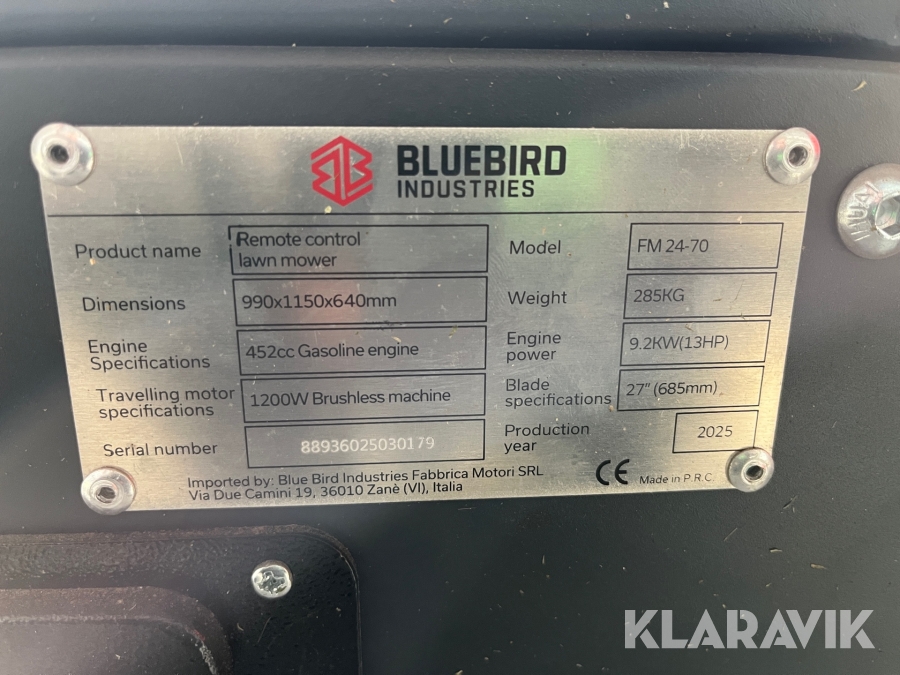 BLUEBIRD
INDUSTRIES
Product name
Remote control
lawn mower
Model
FM 24-70
Dimensions
990x1150x640mm
Weight
285KG
Engine
Specifications
452cc Gasoline engine
Engine
power
9.2KW(13HP)
Travelling motor
specifications
1200W Brushless machine
Blade
specifications
27" (685mm)
Serial number
88936025030179
Production
year
2025
Imported by: Blue Bird Industries Fabbrica Motori SRL
Via Due Camini 19, 36010 Zanè (VI), Italia
CE
Made in P.R.C
KLARAVIK